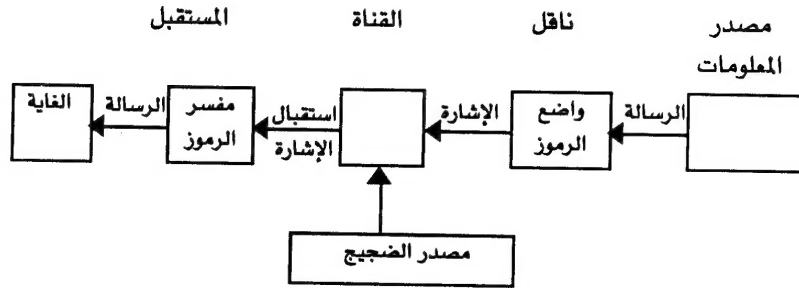 مصدر المعلومات
ناقل
القناة
المستقبل
الرسالة
واضع الرموز
الإشارة
استقبال الإشارة
مفسر الرموز
الرسالة
الغاية
مصدر الضجيج